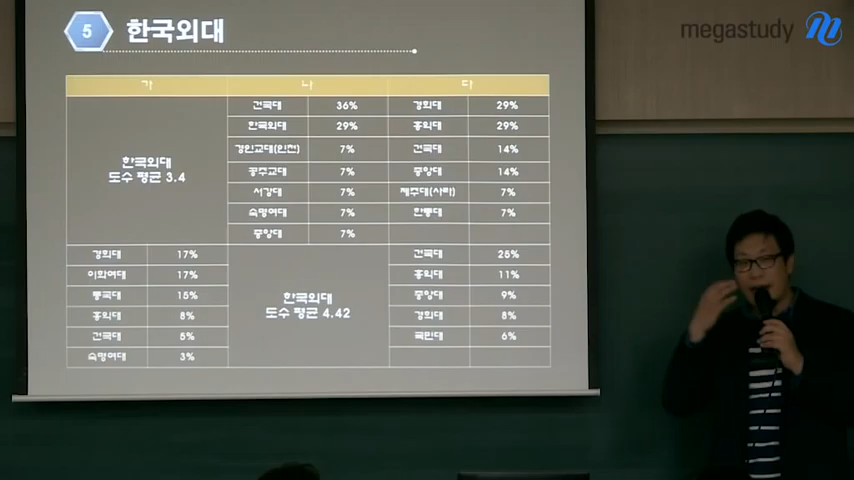 5 한국외대
megastudy
가 나 다
한국외대
도수 평균 3.4
건국대 36% 경희대 29%
한국외대 29% 홍익대 29%
경인교대(인천) 7% 건국대 14%
공주교대 7% 중앙대 14%
서강대 7% 제주대(사라) 7%
숙명여대 7% 한동대 7%
중앙대 7%
경희대 17%
이화여대 17%
동국대 15%
홍익대 8%
건국대 5%
숙명여대 3%
한국외대
도수 평균 4.42
건국대 25%
홍익대 11%
중앙대 9%
경희대 8%
국민대 6%